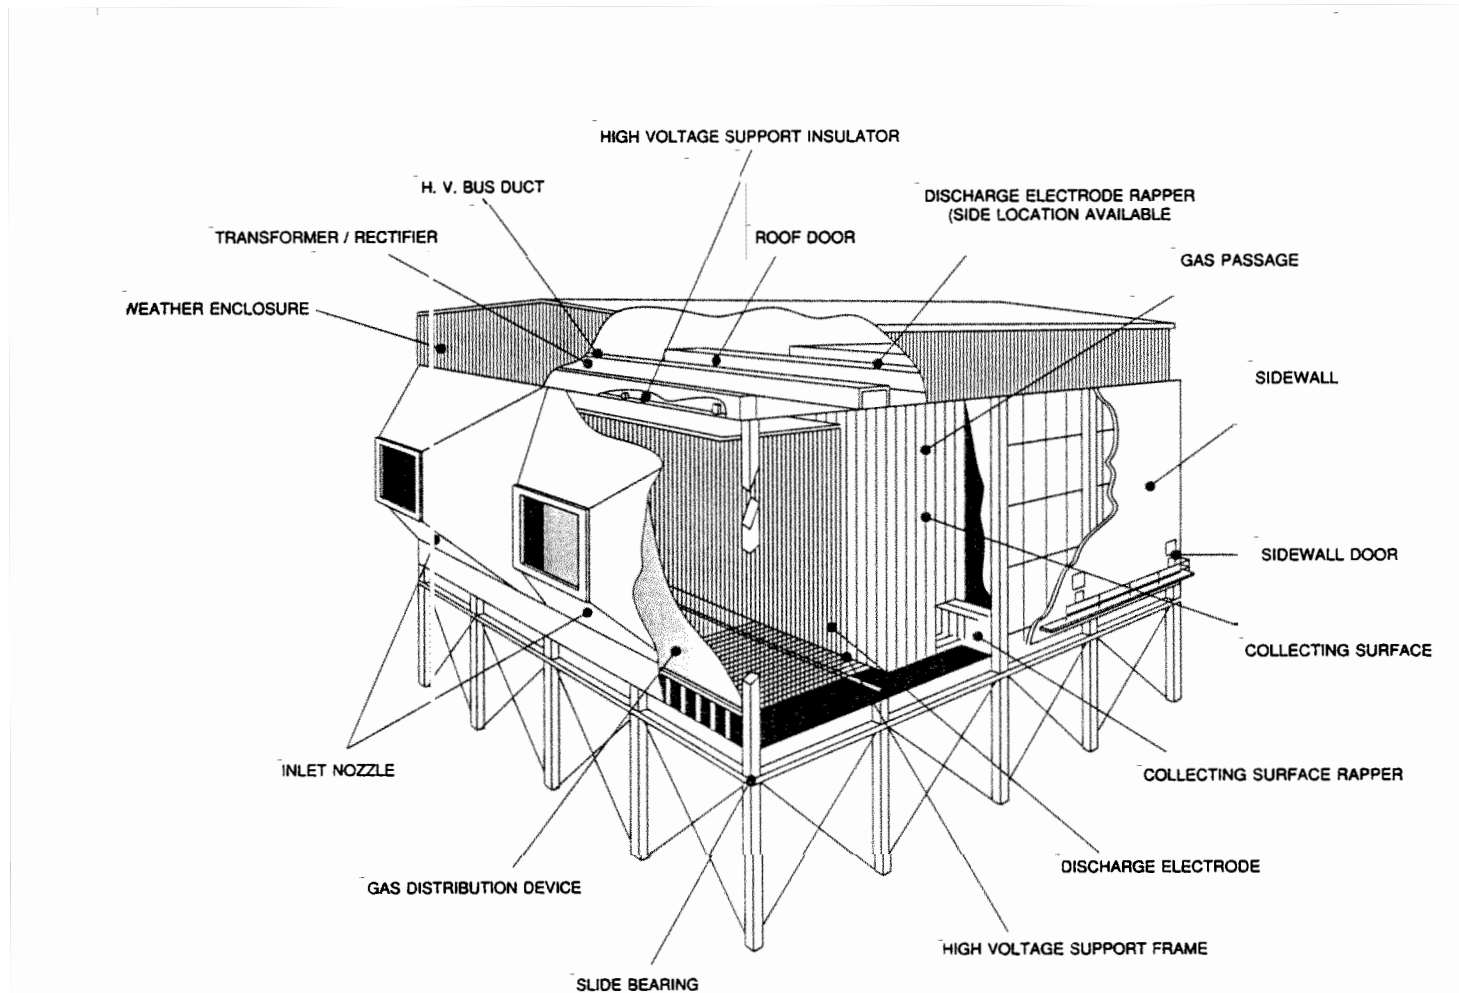 HIGH VOLTAGE SUPPORT INSULATOR
H. V. BUS DUCT
DISCHARGE ELECTRODE RAPPER
(SIDE LOCATION AVAILABLE
TRANSFORMER / RECTIFIER
ROOF DOOR
GAS PASSAGE
WEATHER ENCLOSURE
SIDEWALL
SIDEWALL DOOR
COLLECTING SURFACE
INLET NOZZLE
COLLECTING SURFACE RAPPER
DISCHARGE ELECTRODE
GAS DISTRIBUTION DEVICE
HIGH VOLTAGE SUPPORT FRAME
SLIDE BEARING